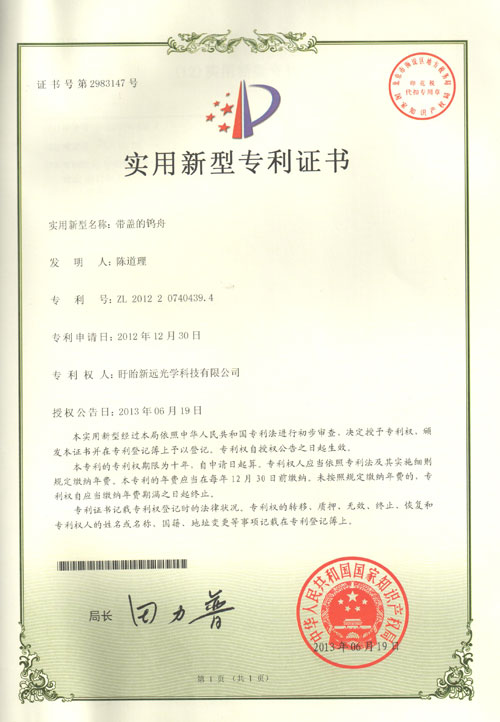 证书号第2983147号
实用新型专利证书
实用新型名称：带盖的钨舟
发 明 人：陈道理
专 利 号：ZL 2012 2 0740439.4
专利申请日：2012年12月30日
专 利 权 人：盱眙新远光学科技有限公司
授权公告日：2013年06月19日
本实用新型经过本局依照中华人民共和国专利法进行初步审查，决定授予专利权，颁
发本证书并在专利登记簿上予以登记。专利权自授权公告之日起生效。
本专利的专利权期限为十年，自申请日起算。专利权人应当依照专利法及其实施细则
规定缴纳年费。本专利的年费应当在每年12月30日前缴纳。未按照规定缴纳年费的，专利
权自应当缴纳年费期满之日起终止。
专利证书记载专利权登记时的法律状况。专利权的转移、质押、无效、终止、恢复和
专利权人的姓名或名称、国籍、地址变更等事项记载在专利登记簿上。
局长
田力普
中华人民共和国国家知识产权局
2013年06月19日
第1页（共1页）